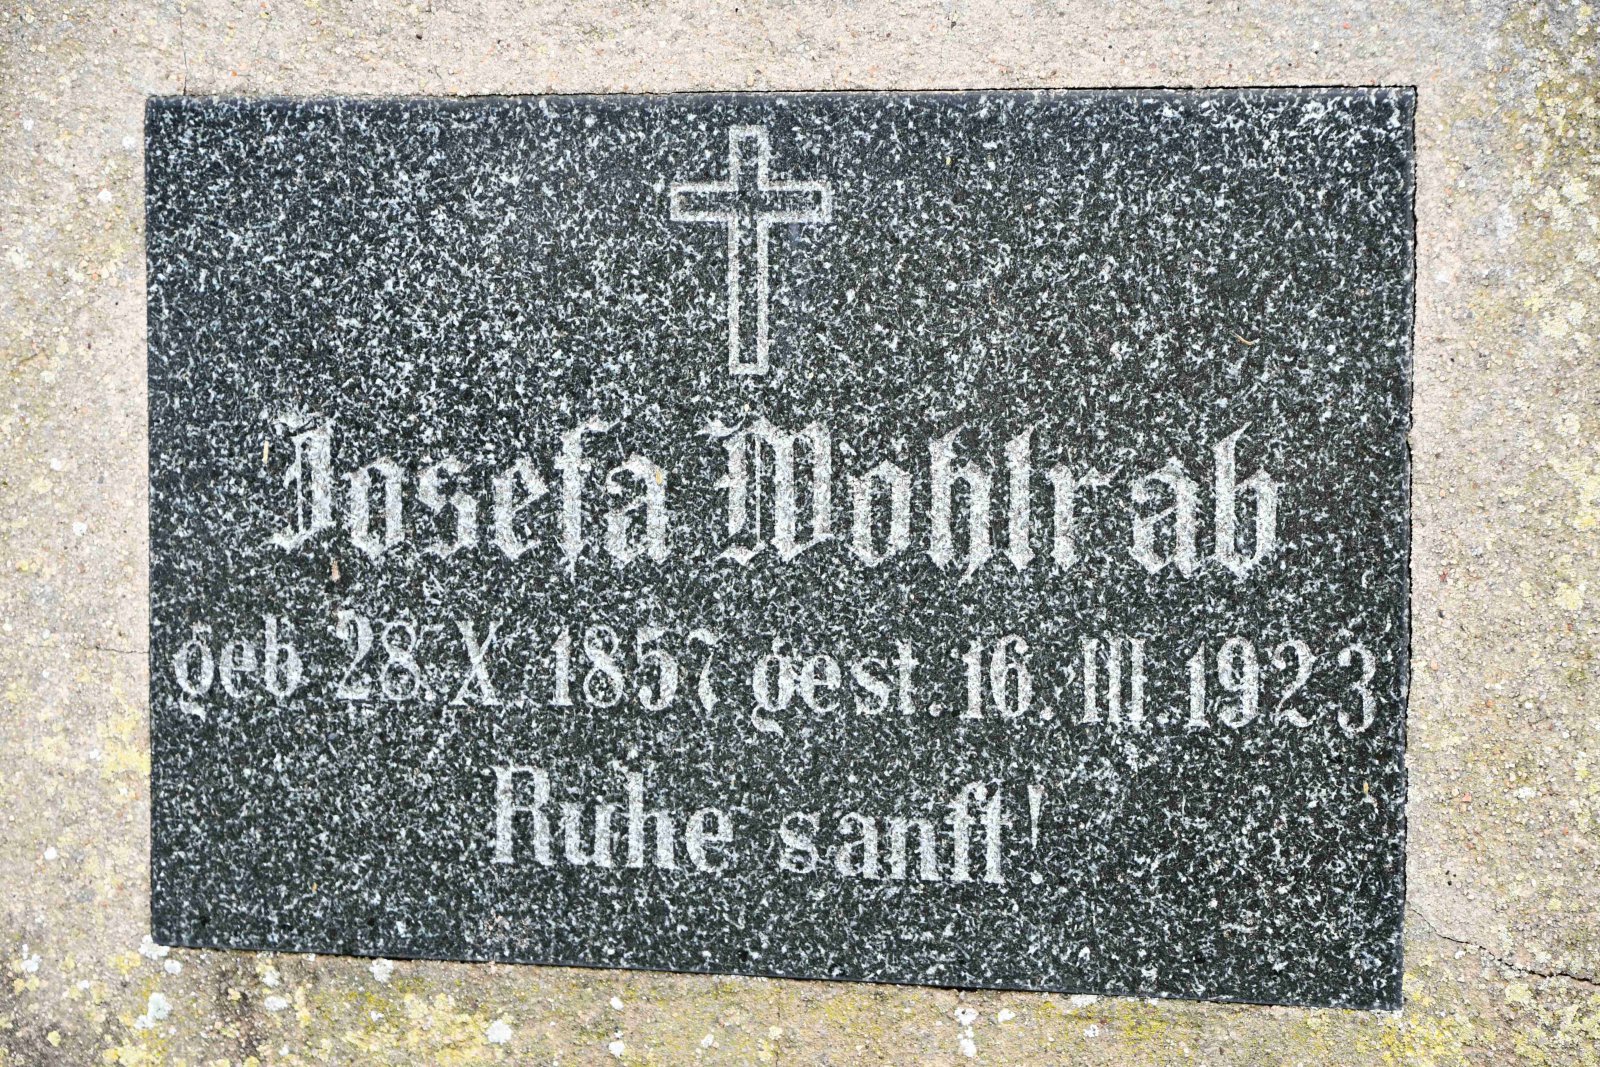 Josefa Wohlrab
geb 28. X. 1857 gest. 16. III. 1923
Ruhe sanft!